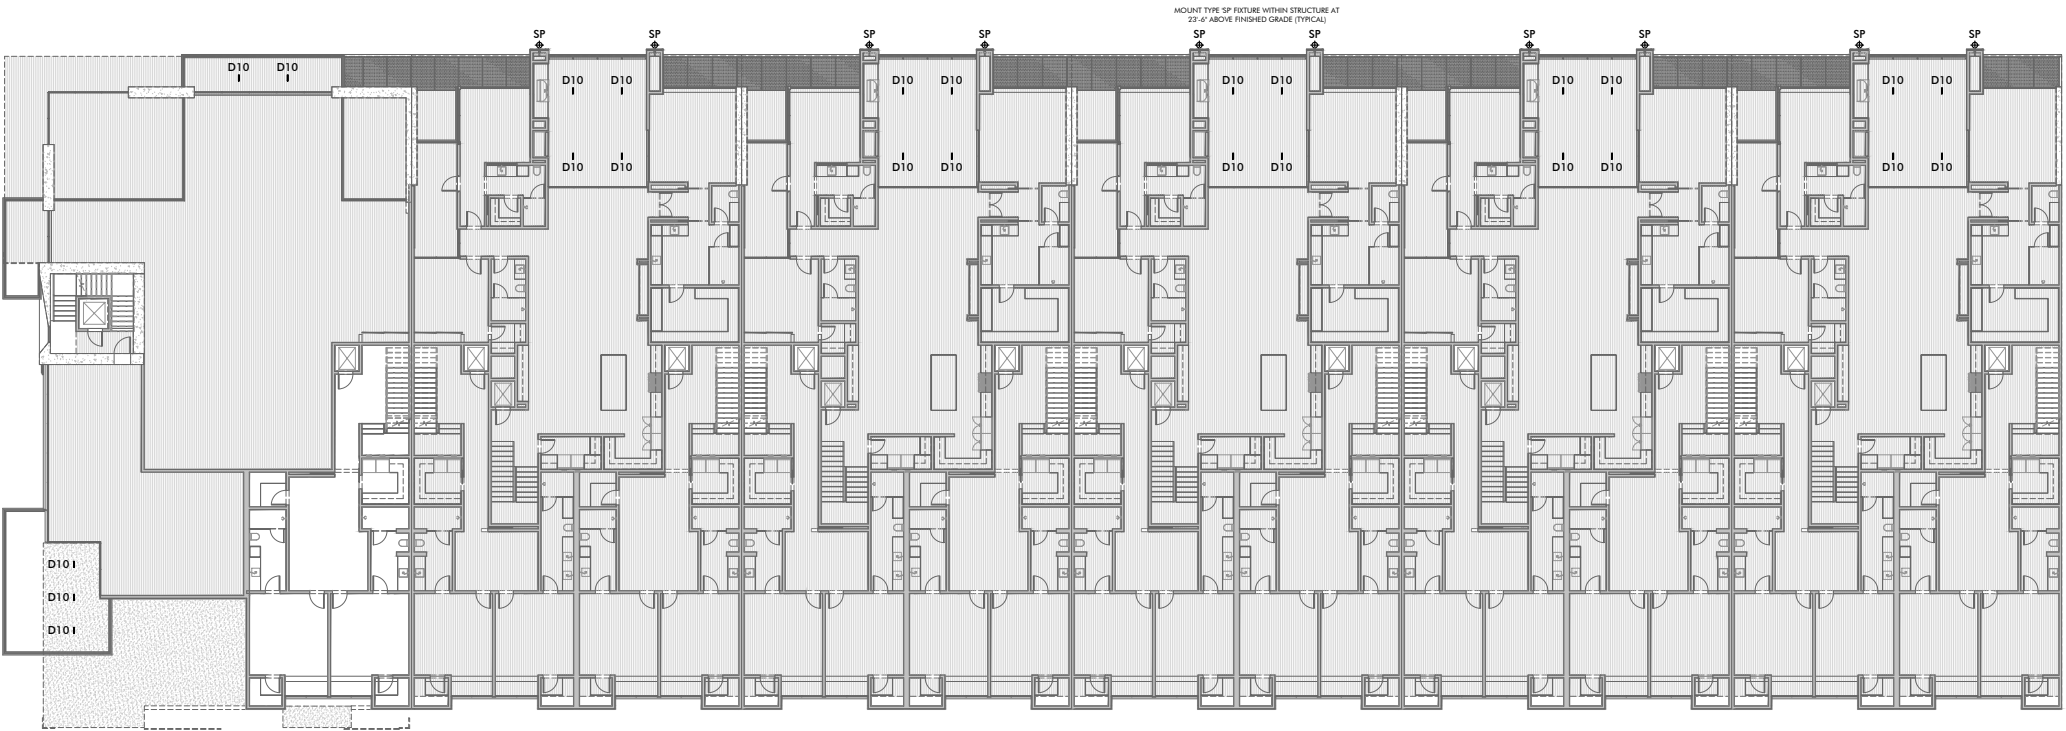 MOUNT TYPE 'SP' FIXTURE WITHIN STRUCTURE AT
23'-6" ABOVE FINISHED GRADE (TYPICAL)
SP SP SP SP SP SP SP SP SP SP
D10 D10
D10 D10 D10 D10 D10 D10 D10 D10 D10 D10
D10 D10 D10 D10 D10 D10 D10 D10 D10 D10
D10
D10
D10